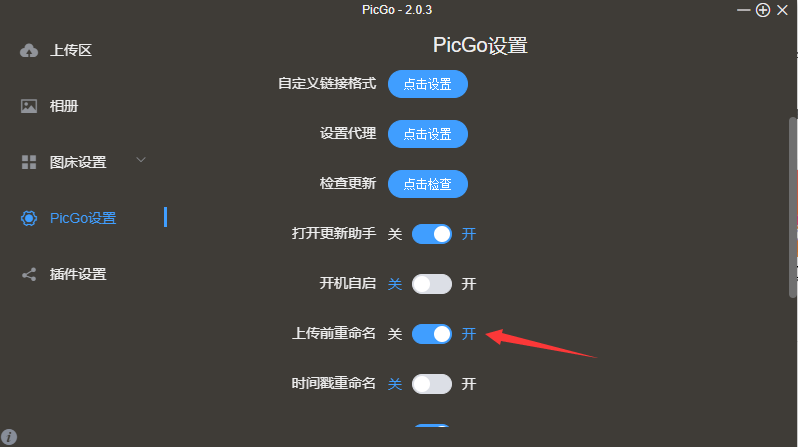 PicGo - 2.0.3
上传区
相册
图床设置
PicGo设置
插件设置
PicGo设置
自定义链接格式 点击设置
设置代理 点击设置
检查更新 点击检查
打开更新助手 关 开
开机自启 关 开
上传前重命名 关 开
时间戳重命名 关 开